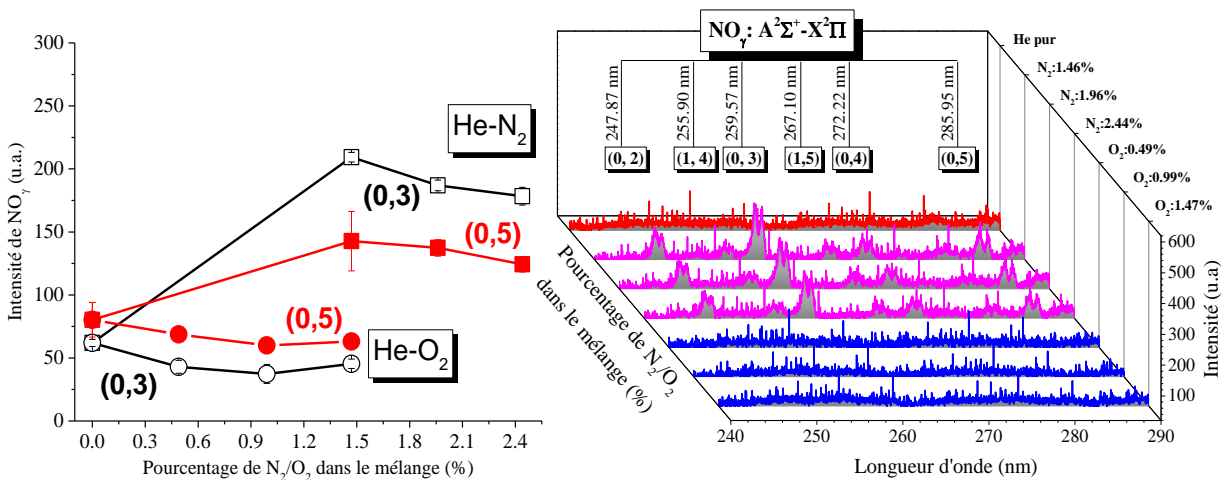 300
250
200
150
100
50
0
Intensité de NOγ (u.a.)
He-N₂
(0,3)
(0,5)
(0,5)
He-O₂
(0,3)
0.0 0.3 0.6 0.9 1.2 1.5 1.8 2.1 2.4
Pourcentage de N₂/O₂ dans le mélange (%)
NOγ: A²Σ⁺-X²Π
247.87 nm
255.90 nm
259.57 nm
267.10 nm
272.22 nm
285.95 nm
(0, 2) (1, 4) (0, 3) (1,5) (0,4) (0,5)
He pur
N₂:1.46%
N₂:1.96%
N₂:2.44%
O₂:0.49%
O₂:0.99%
O₂:1.47%
Pourcentage de N₂/O₂
dans le mélange (%)
600
500
400
300
200
100
Intensité (u.a)
240 250 260 270 280 290
Longueur d'onde (nm)